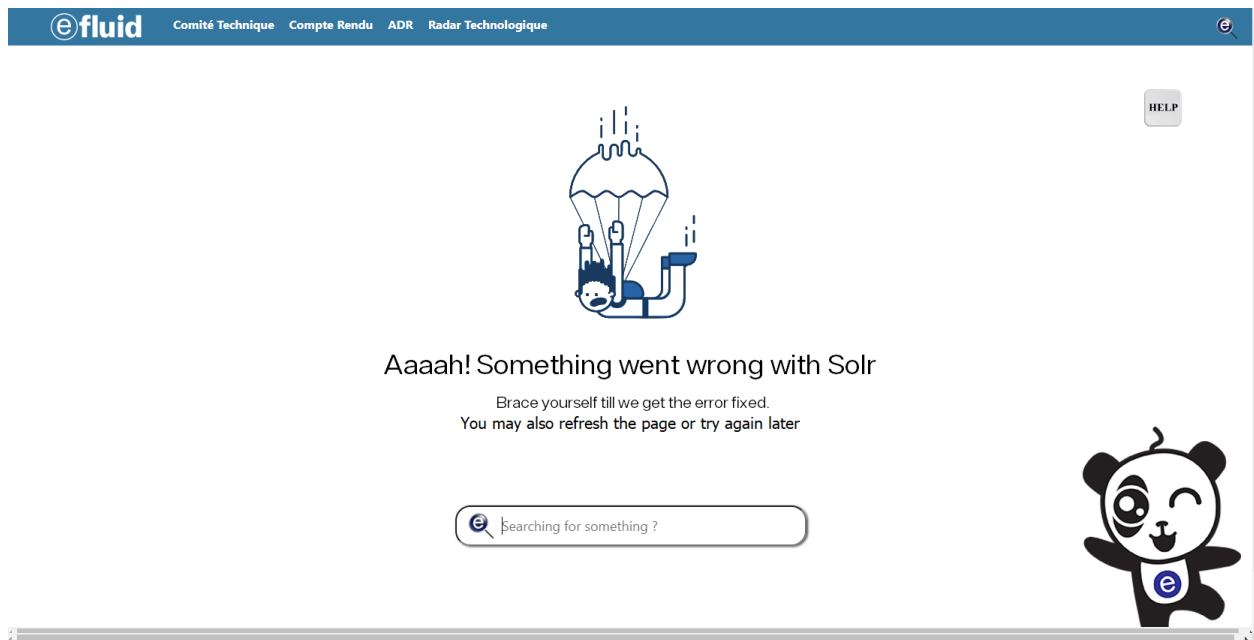 efluid
Comité Technique Compte Rendu ADR Radar Technologique
e
HELP
Aaaah! Something went wrong with Solr
Brace yourself till we get the error fixed.
You may also refresh the page or try again later
e
Searching for something ?
e